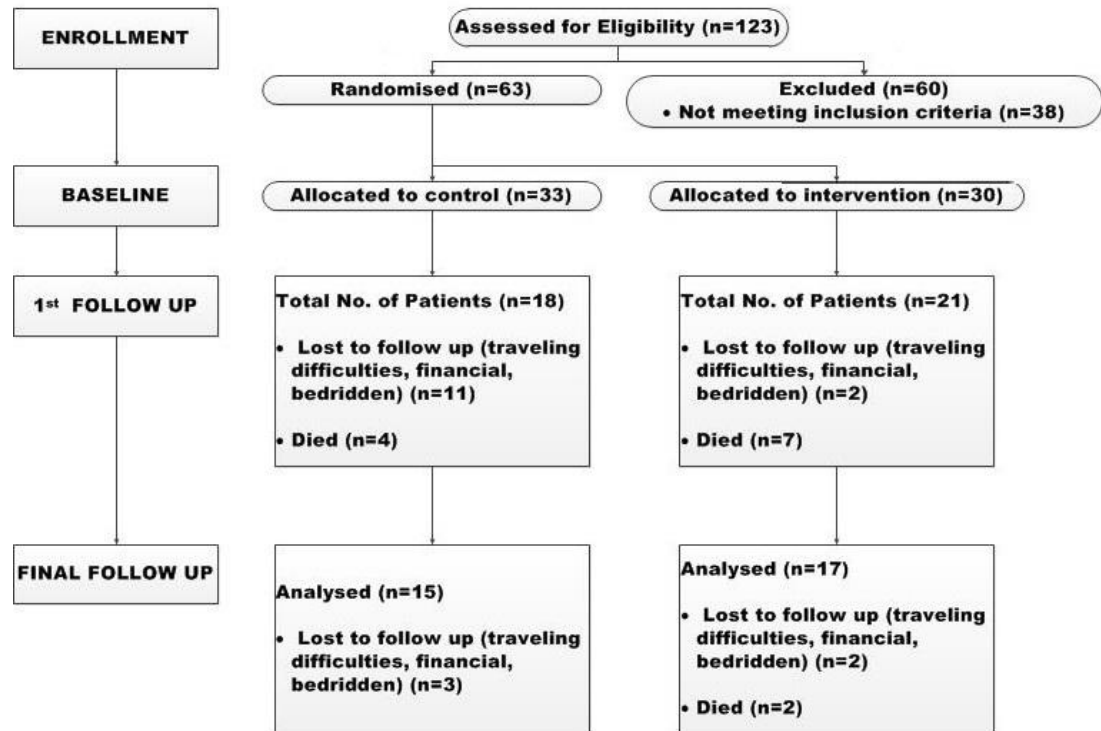 ENROLLMENT
Assessed for Eligibility (n=123)
Randomised (n=63)
Excluded (n=60)
• Not meeting inclusion criteria (n=38)
BASELINE
Allocated to control (n=33)
Allocated to intervention (n=30)
1st FOLLOW UP
Total No. of Patients (n=18)
• Lost to follow up (traveling
difficulties, financial,
bedridden) (n=11)
• Died (n=4)
Total No. of Patients (n=21)
• Lost to follow up (traveling
difficulties, financial,
bedridden) (n=2)
• Died (n=7)
FINAL FOLLOW UP
Analysed (n=15)
• Lost to follow up (traveling
difficulties, financial,
bedridden) (n=3)
Analysed (n=17)
• Lost to follow up (traveling
difficulties, financial,
bedridden) (n=2)
• Died (n=2)